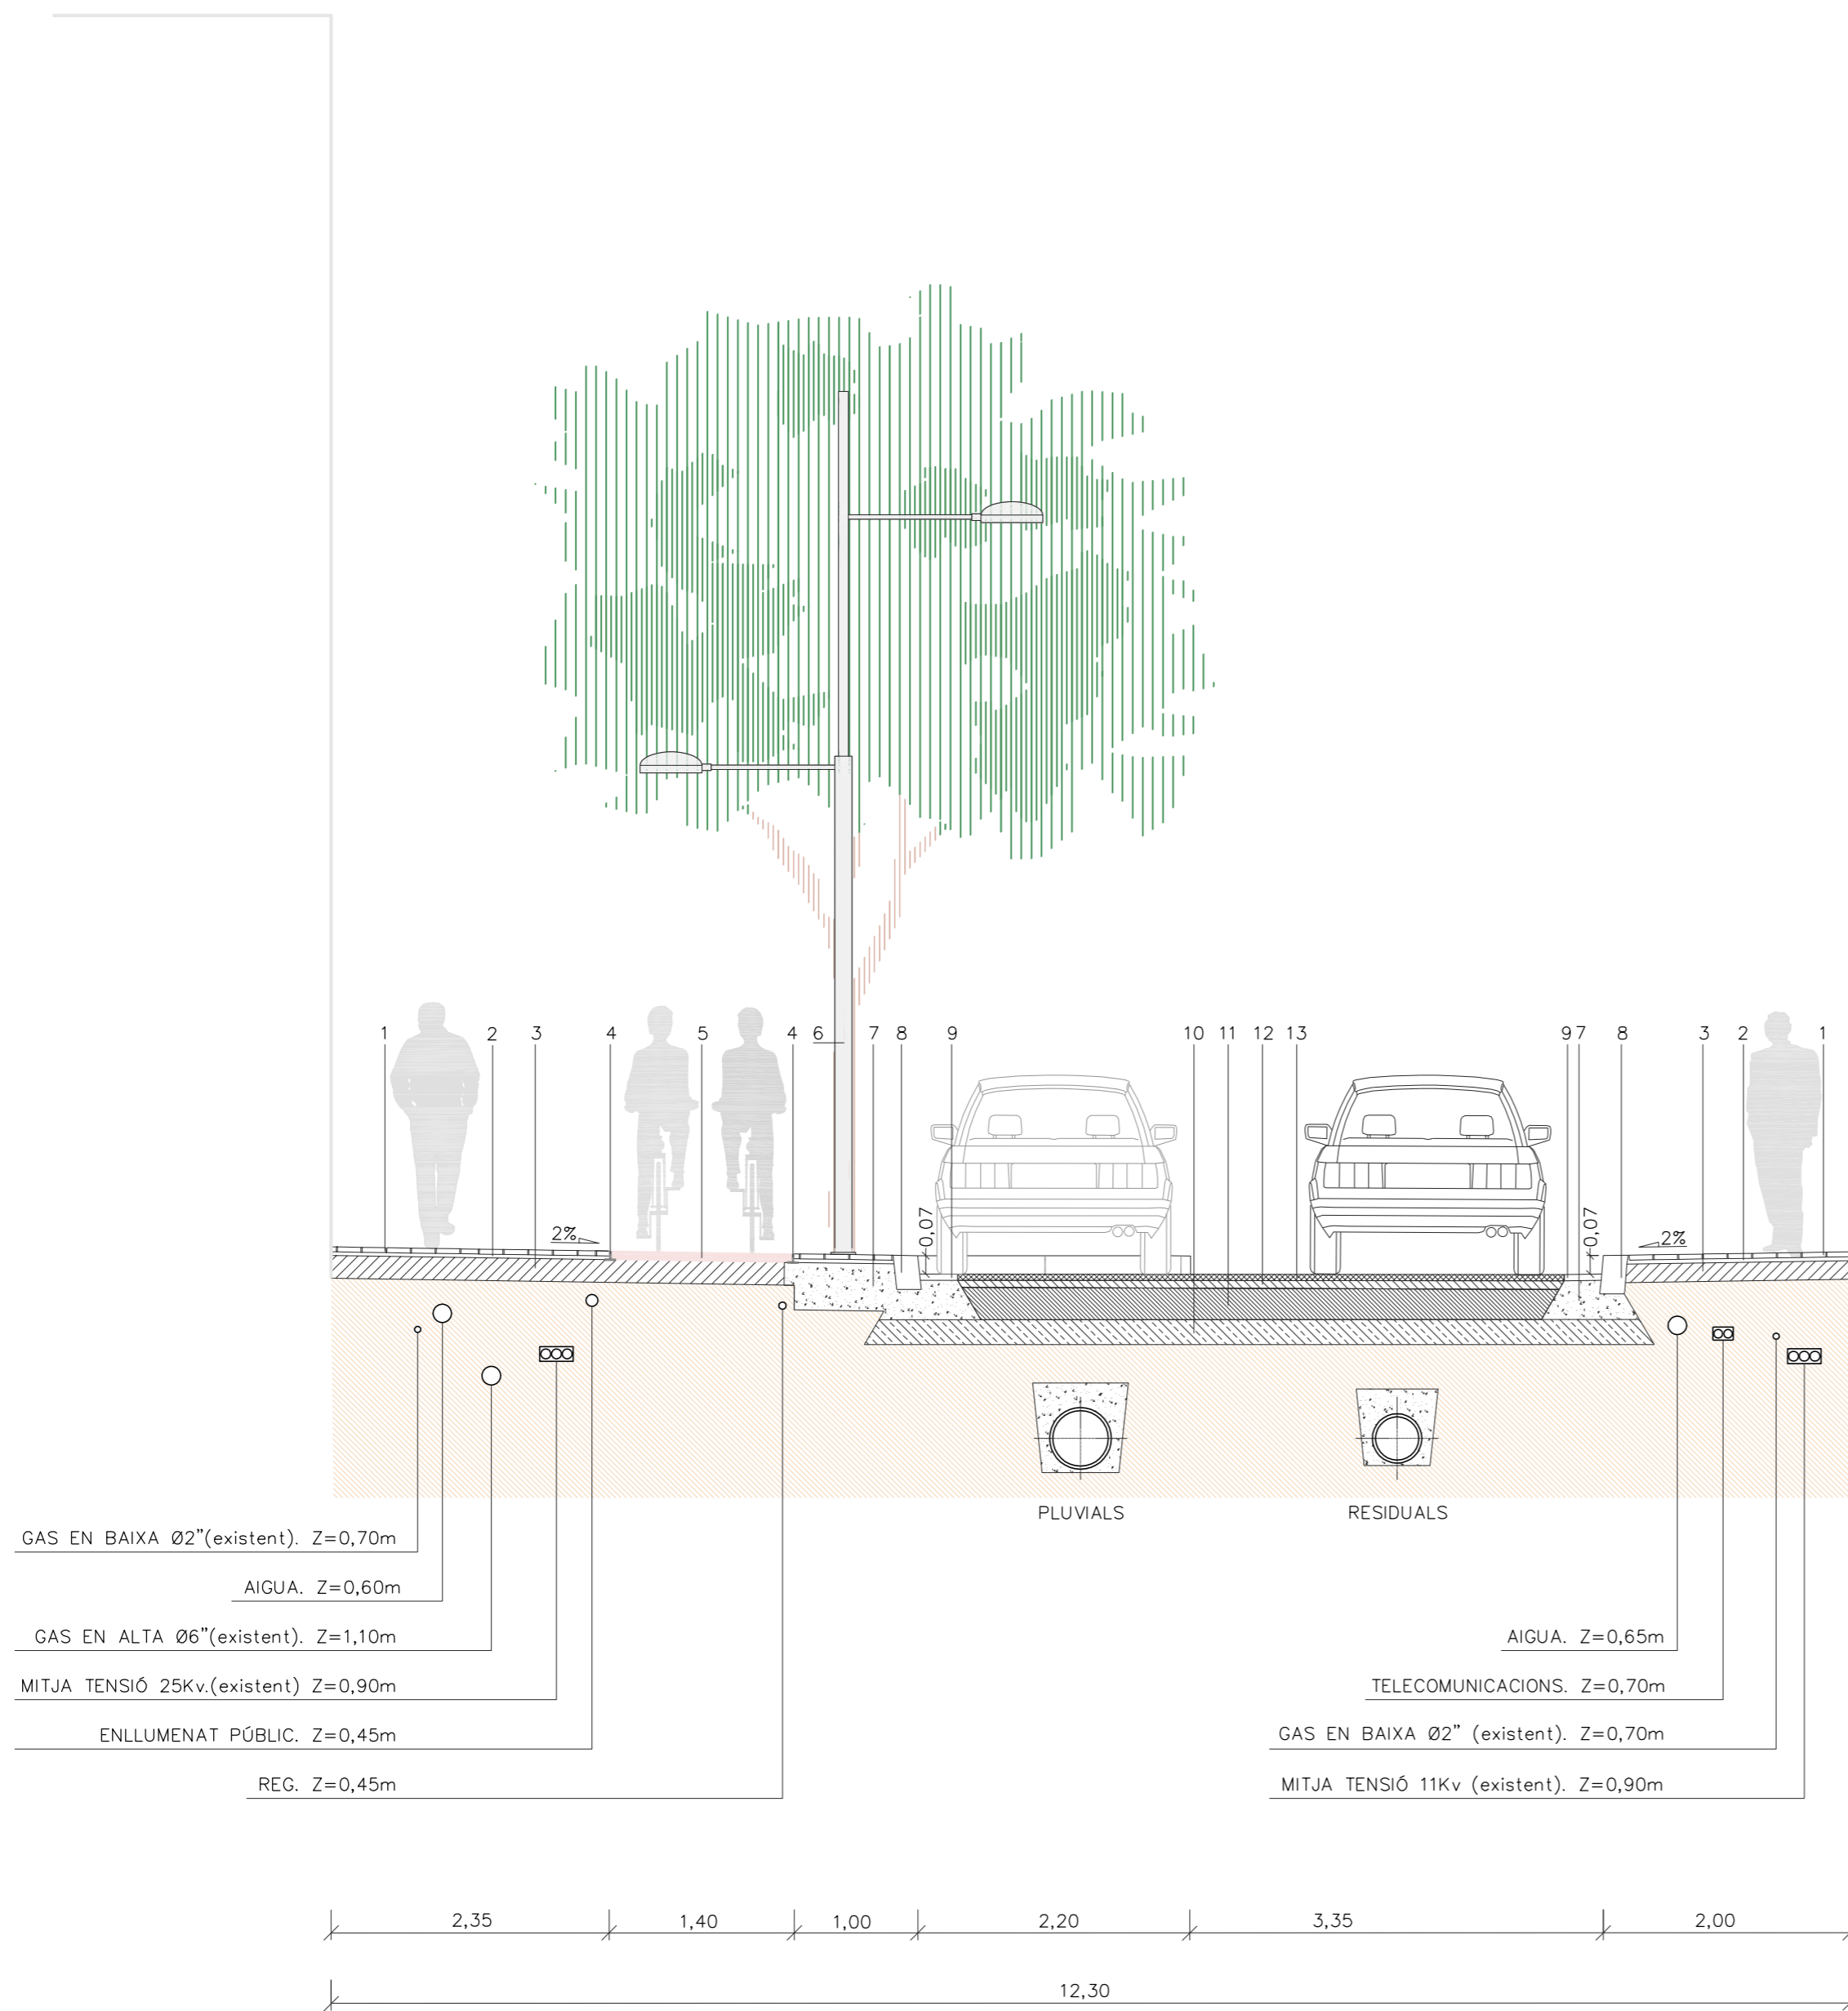 1 2 3 4 5 4 6 7 8 9 10 11 12 13 9 7 8 3 2 1
2% 0,07 0,07 2%
PLUVIALS RESIDUALS
GAS EN BAIXA Ø2"(existent). Z=0,70m
AIGUA. Z=0,60m
GAS EN ALTA Ø6"(existent). Z=1,10m
MITJA TENSIÓ 25Kv.(existent) Z=0,90m
ENLLUMENAT PÚBLIC. Z=0,45m
REG. Z=0,45m
AIGUA. Z=0,65m
TELECOMUNICACIONS. Z=0,70m
GAS EN BAIXA Ø2" (existent). Z=0,70m
MITJA TENSIÓ 11Kv (existent). Z=0,90m
2,35 1,40 1,00 2,20 3,35 2,00
12,30